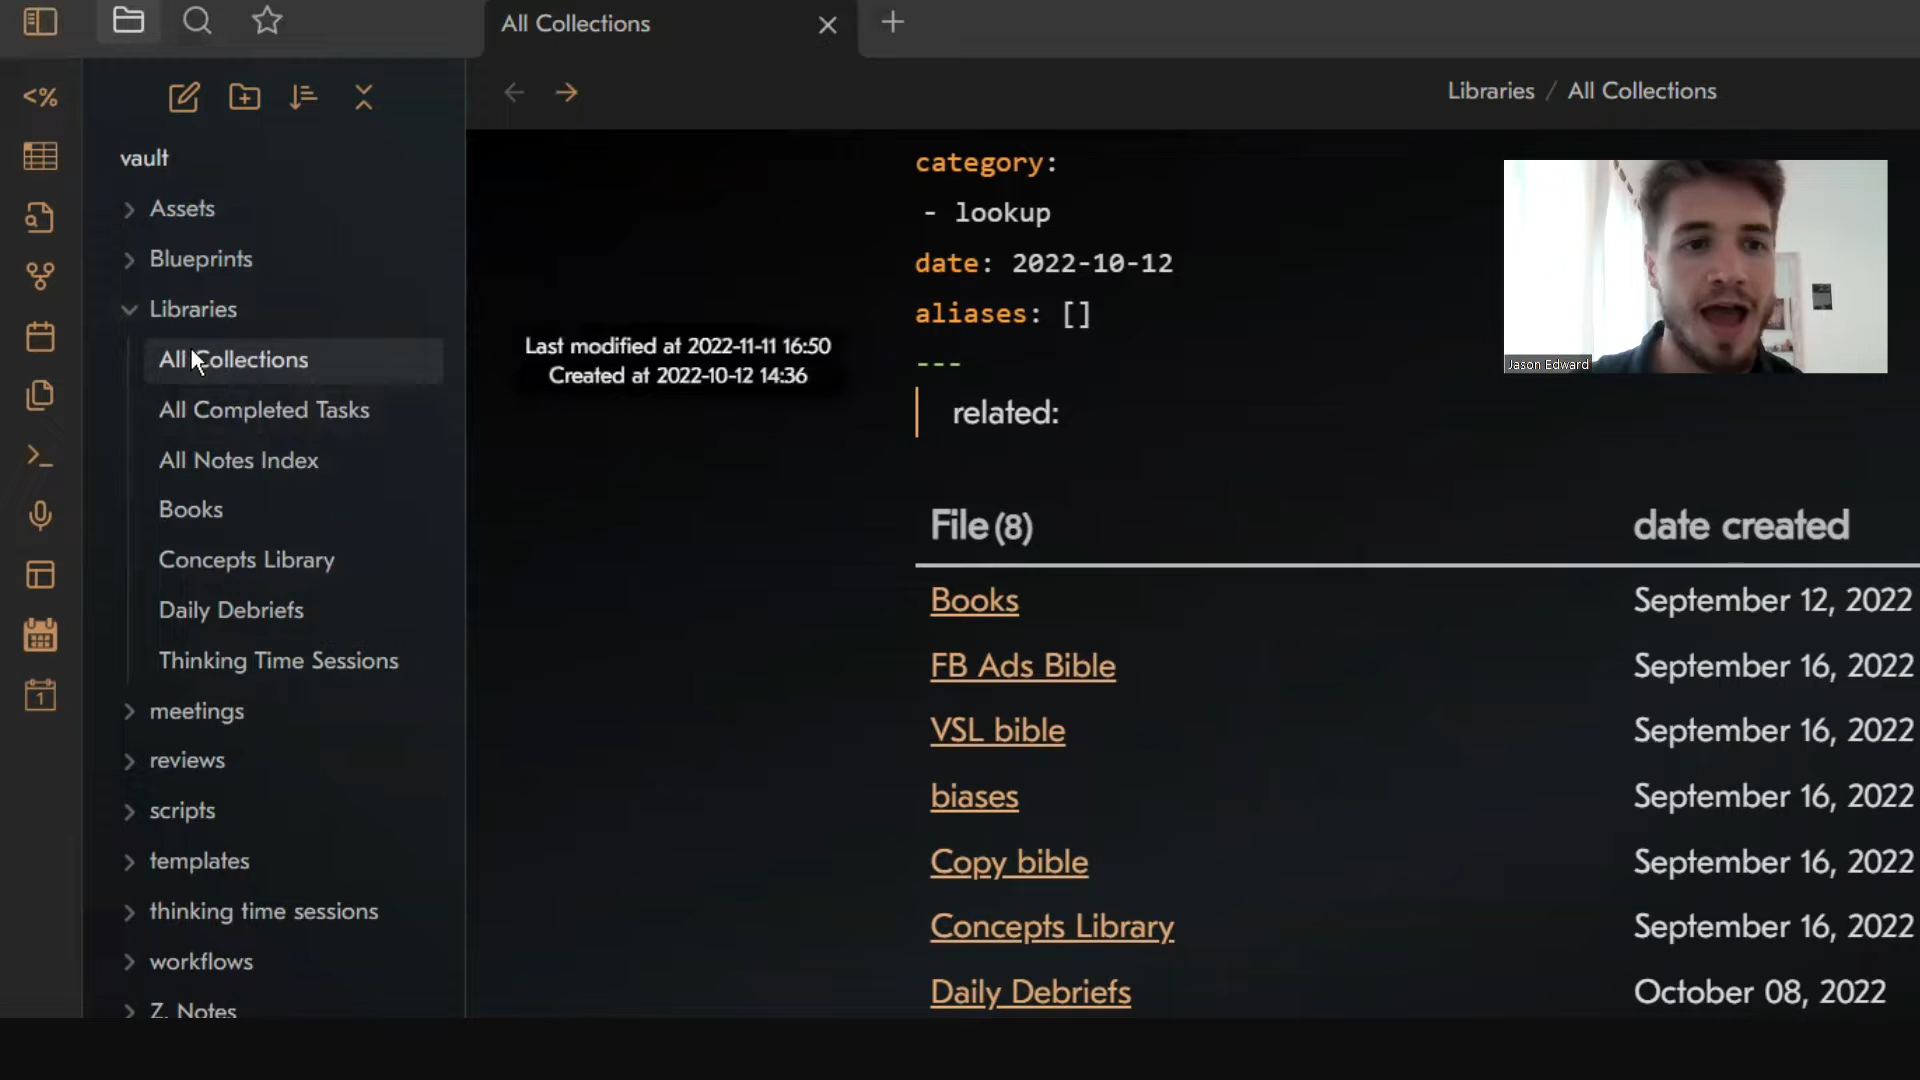 All Collections
Libraries / All Collections
<%
vault
Assets
Blueprints
Libraries
All Collections
All Completed Tasks
All Notes Index
Books
Concepts Library
Daily Debriefs
Thinking Time Sessions
meetings
reviews
scripts
templates
thinking time sessions
workflows
Z. Notes
1
Last modified at 2022-11-11 16:50
Created at 2022-10-12 14:36
category:
- lookup
date: 2022-10-12
aliases: []
---
related:
File (8) date created
Books September 12, 2022
FB Ads Bible September 16, 2022
VSL bible September 16, 2022
biases September 16, 2022
Copy bible September 16, 2022
Concepts Library September 16, 2022
Daily Debriefs October 08, 2022
Jason Edward